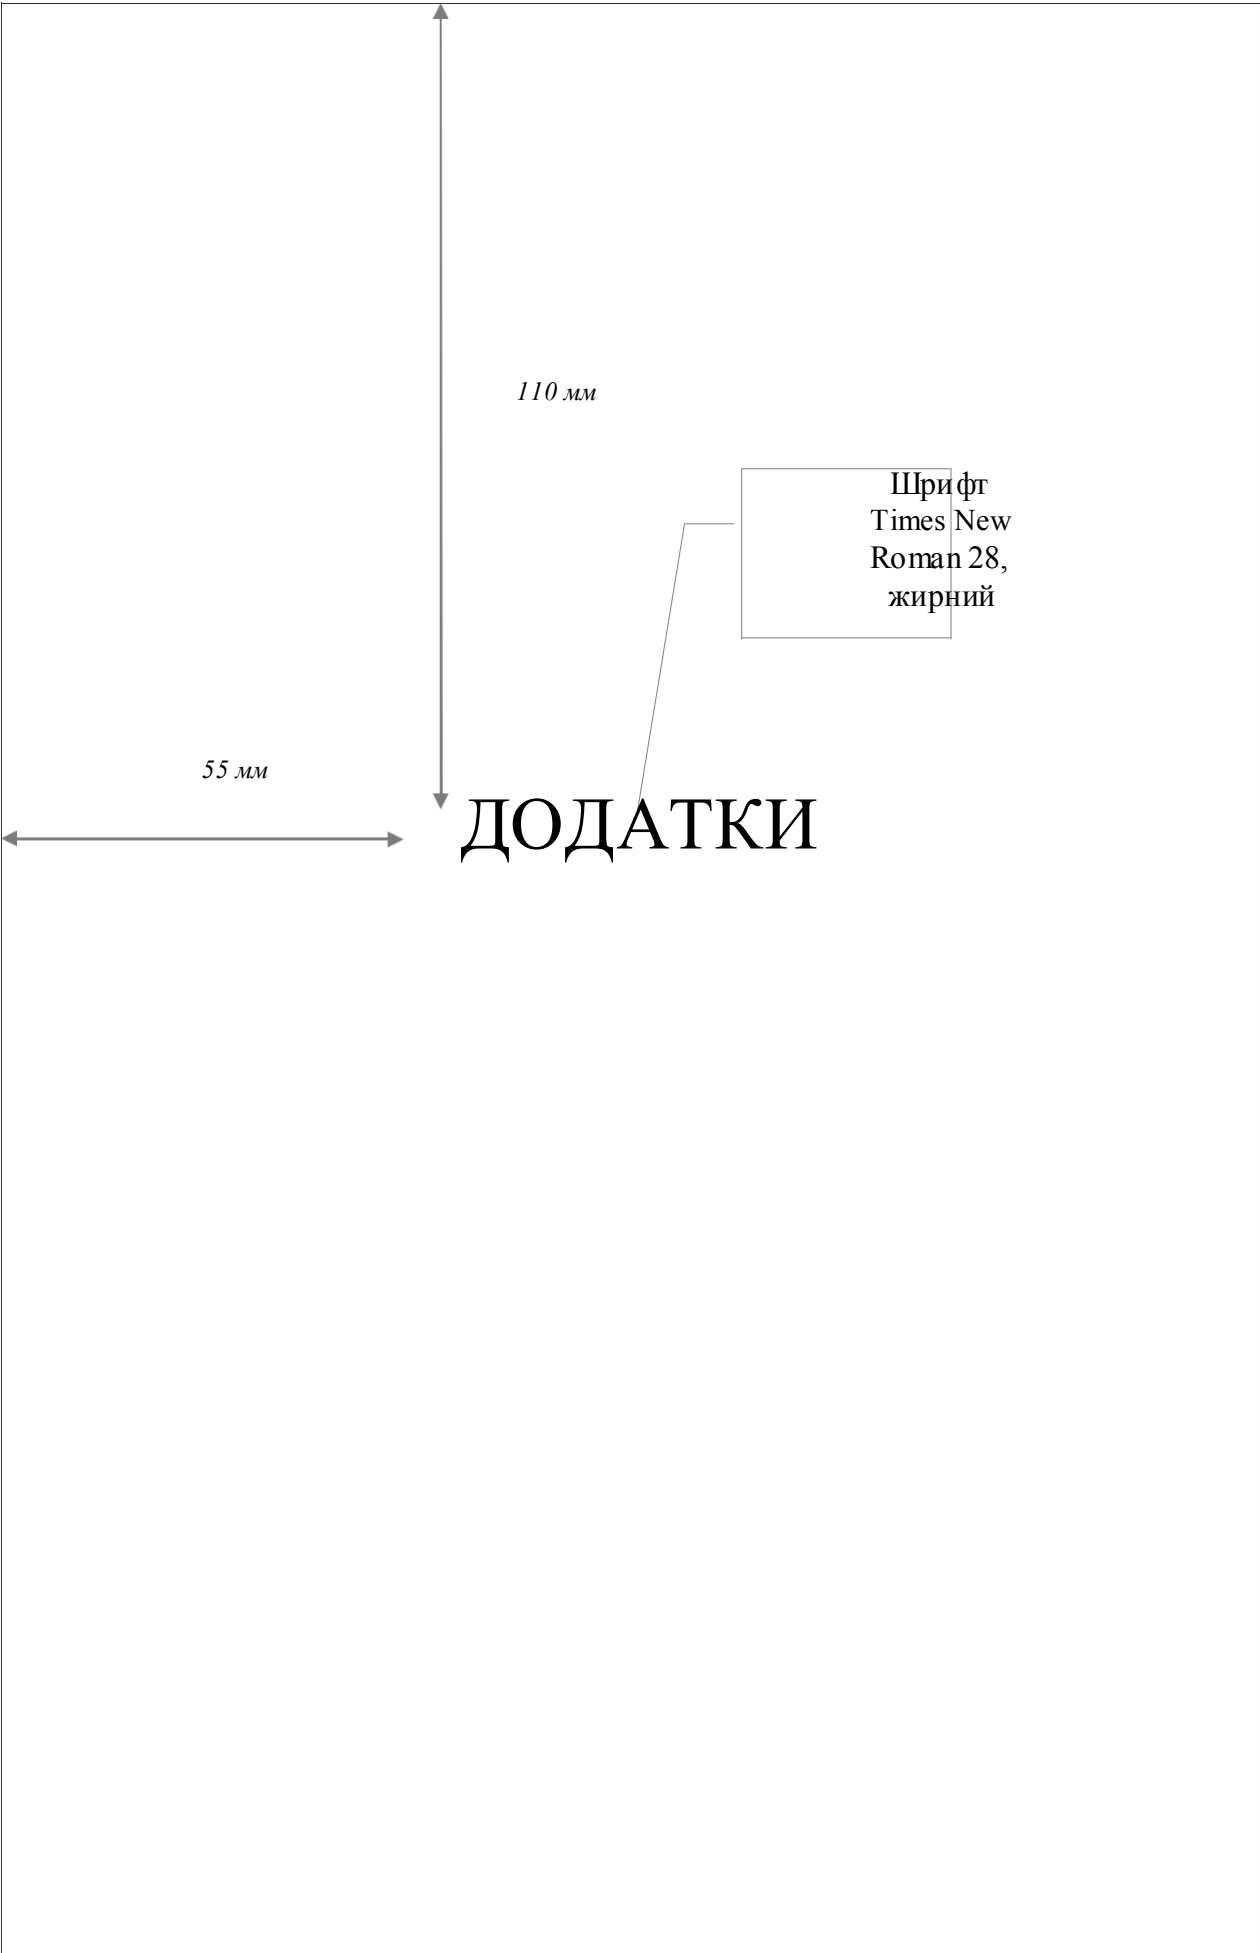 110 мм
Шрифт
Times New
Roman 28,
жирний
55 мм
ДОДАТКИ